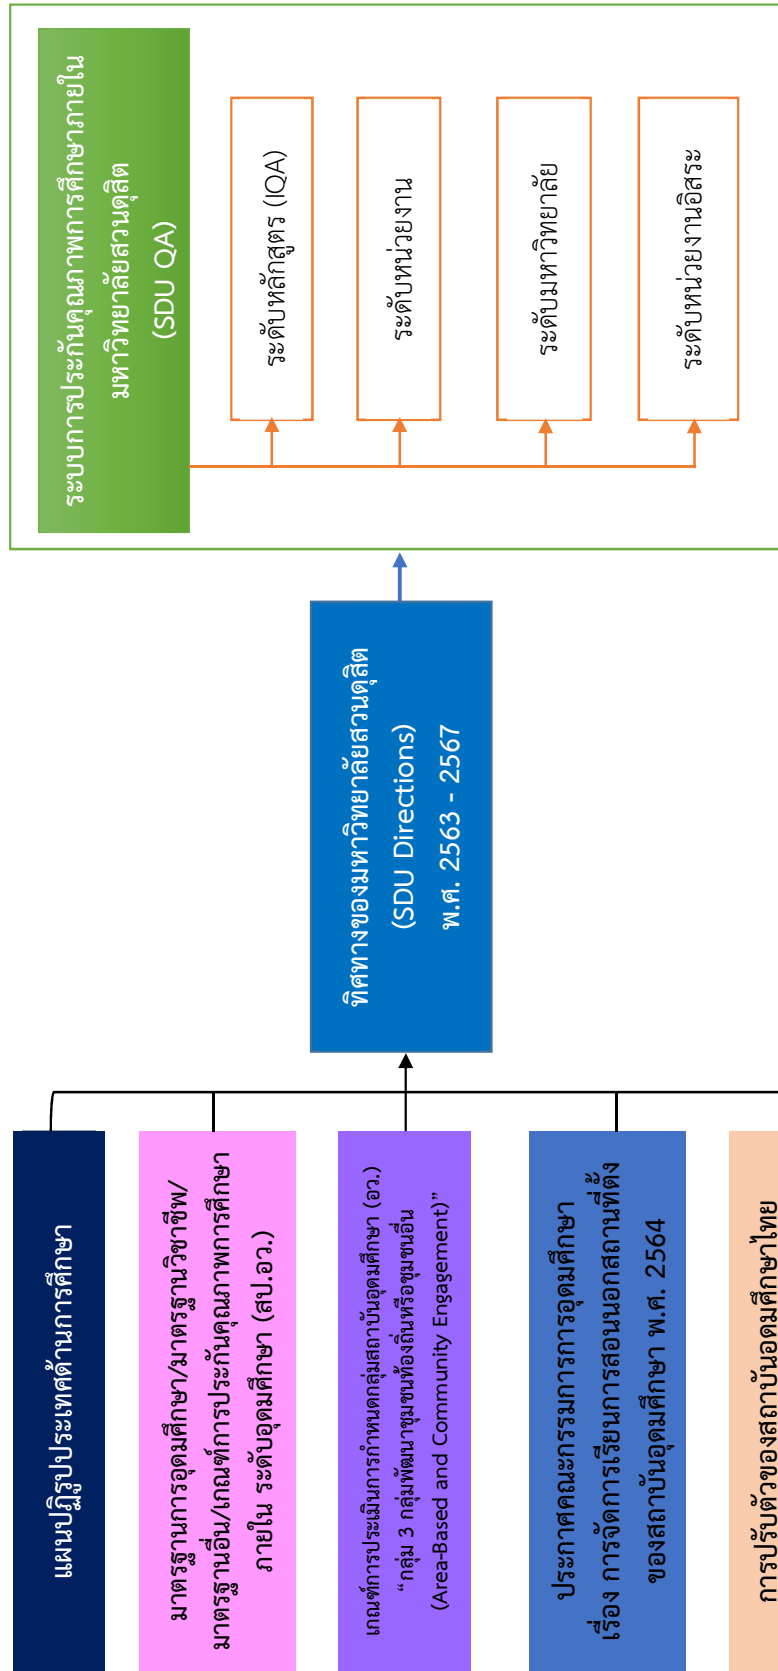 แผนปฏิรูปประเทศด้านการศึกษา
มาตรฐานการอุดมศึกษา/มาตรฐานวิชาชีพ/
มาตรฐานอื่น/เกณฑ์การประกันคุณภาพการศึกษา
ภายใน ระดับอุดมศึกษา (สป.อว.)
เกณฑ์การประเมินการกำหนดกลุ่มสถาบันอุดมศึกษา (อว.)
“กลุ่ม 3 กลุ่มพัฒนาชุมชนท้องถิ่นหรือชุมชนอื่น
(Area-Based and Community Engagement)”
ประกาศคณะกรรมการการอุดมศึกษา
เรื่อง การจัดการเรียนการสอนนอกสถานที่ตั้ง
ของสถาบันอุดมศึกษา พ.ศ. 2564
การปรับตัวของสถาบันอุดมศึกษาไทย
ทิศทางของมหาวิทยาลัยสวนดุสิต
(SDU Directions)
พ.ศ. 2563 - 2567
ระบบการประกันคุณภาพการศึกษาภายใน
มหาวิทยาลัยสวนดุสิต
(SDU QA)
ระดับหลักสูตร (IQA)
ระดับหน่วยงาน
ระดับมหาวิทยาลัย
ระดับหน่วยงานอิสระ